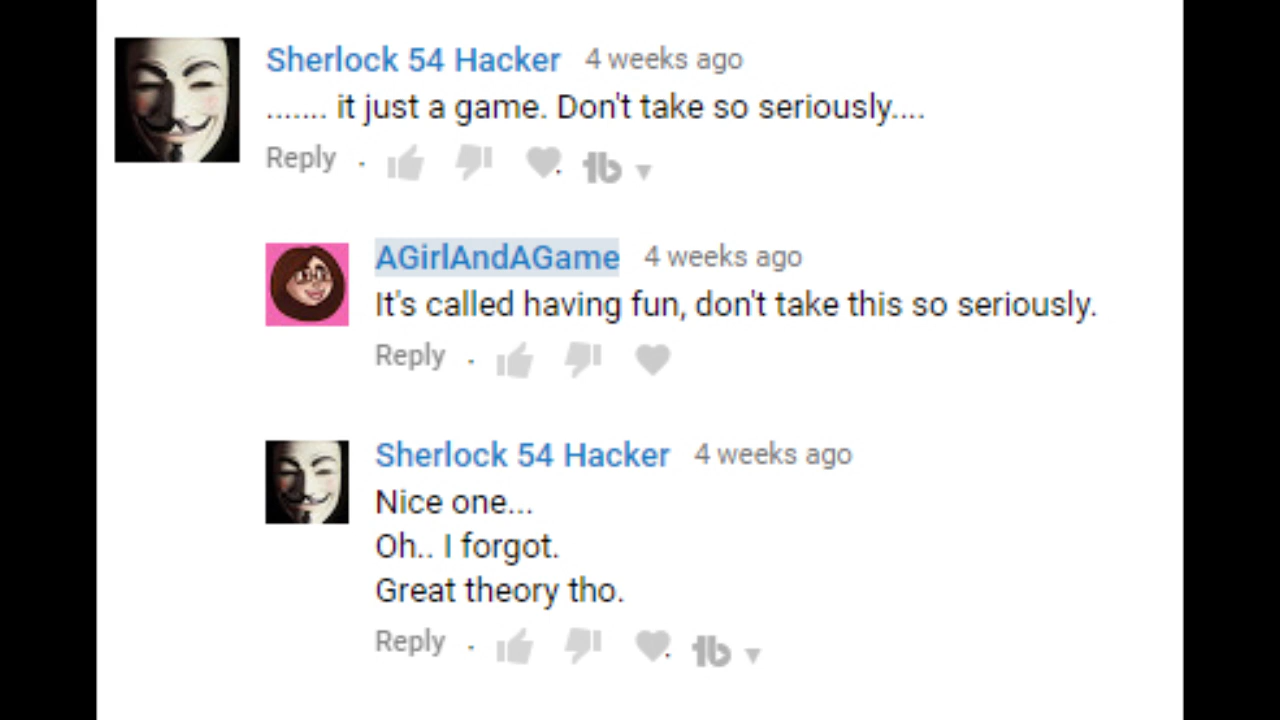 Sherlock 54 Hacker 4 weeks ago
....... it just a game. Don't take so seriously....
Reply .
tb
AGirlAndAGame 4 weeks ago
It's called having fun, don't take this so seriously.
Reply .
Sherlock 54 Hacker 4 weeks ago
Nice one...
Oh.. I forgot.
Great theory tho.
Reply .
tb